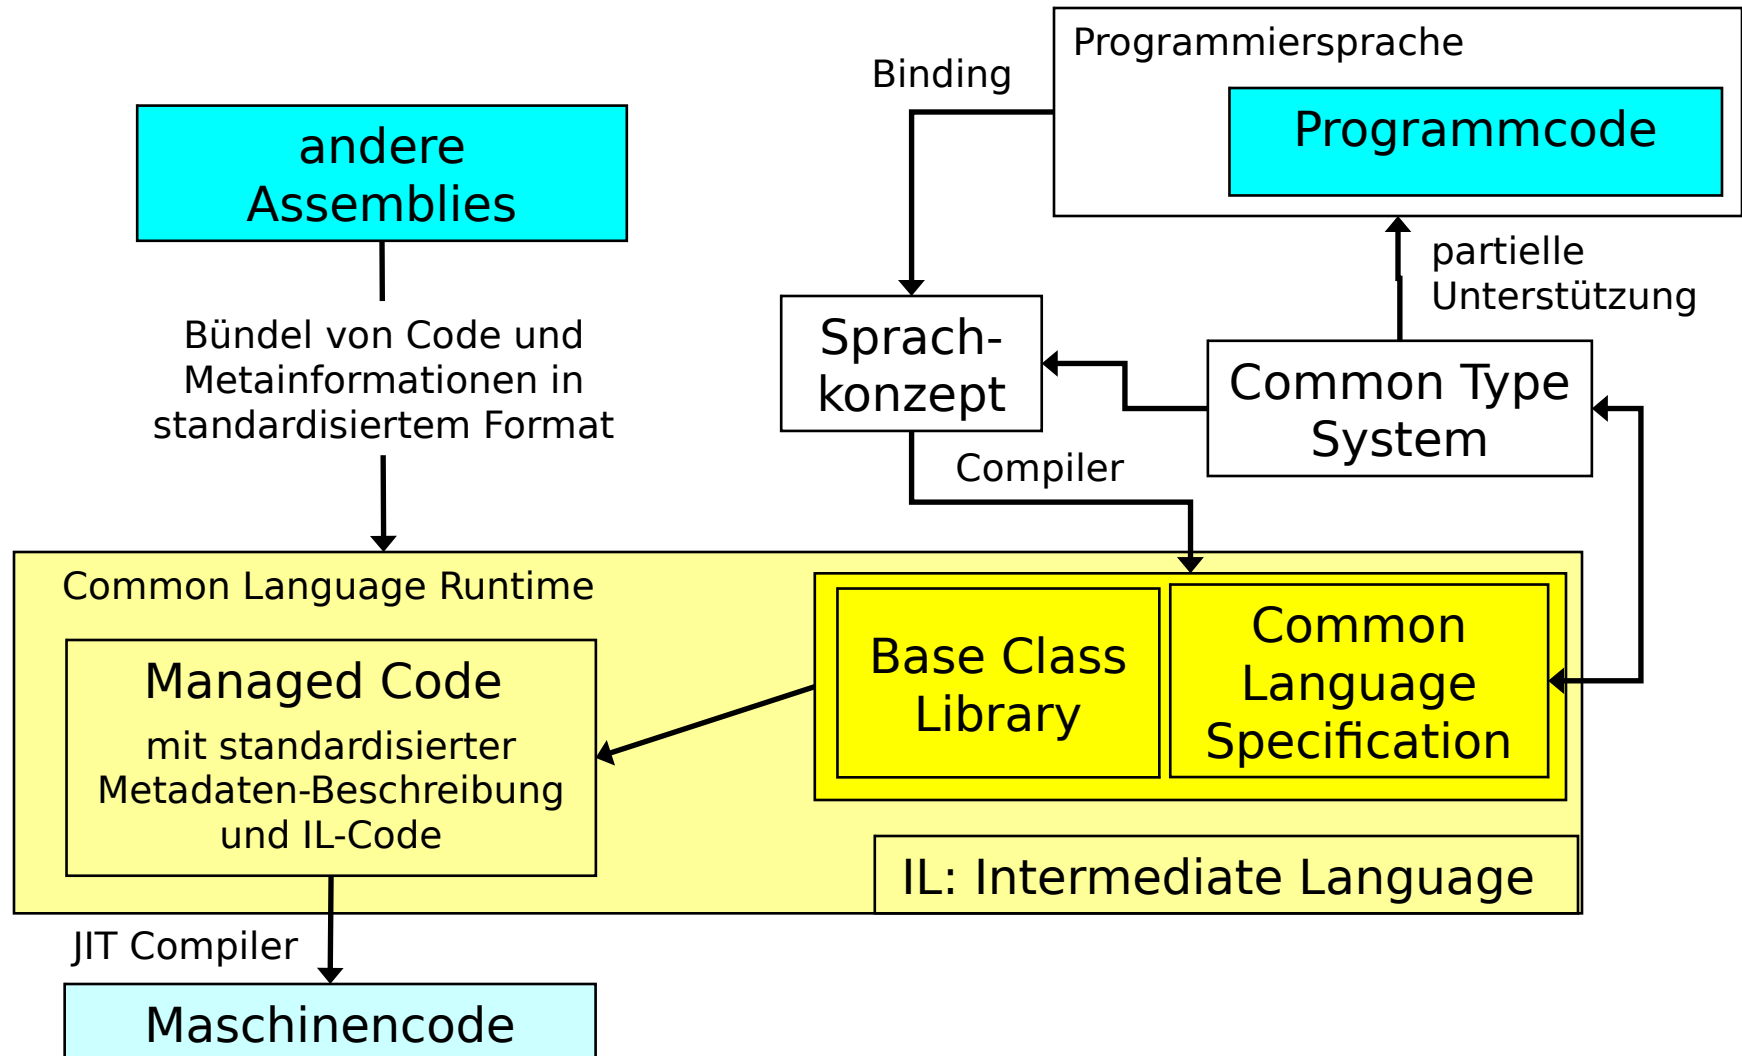 Programmiersprache
Binding
Programmcode
andere
Assemblies
partielle
Unterstützung
Bündel von Code und
Metainformationen in
standardisiertem Format
Sprach-
konzept
Common Type
System
Compiler
Common Language Runtime
Managed Code
mit standardisierter
Metadaten-Beschreibung
und IL-Code
Base Class
Library
Common
Language
Specification
IL: Intermediate Language
JIT Compiler
Maschinencode